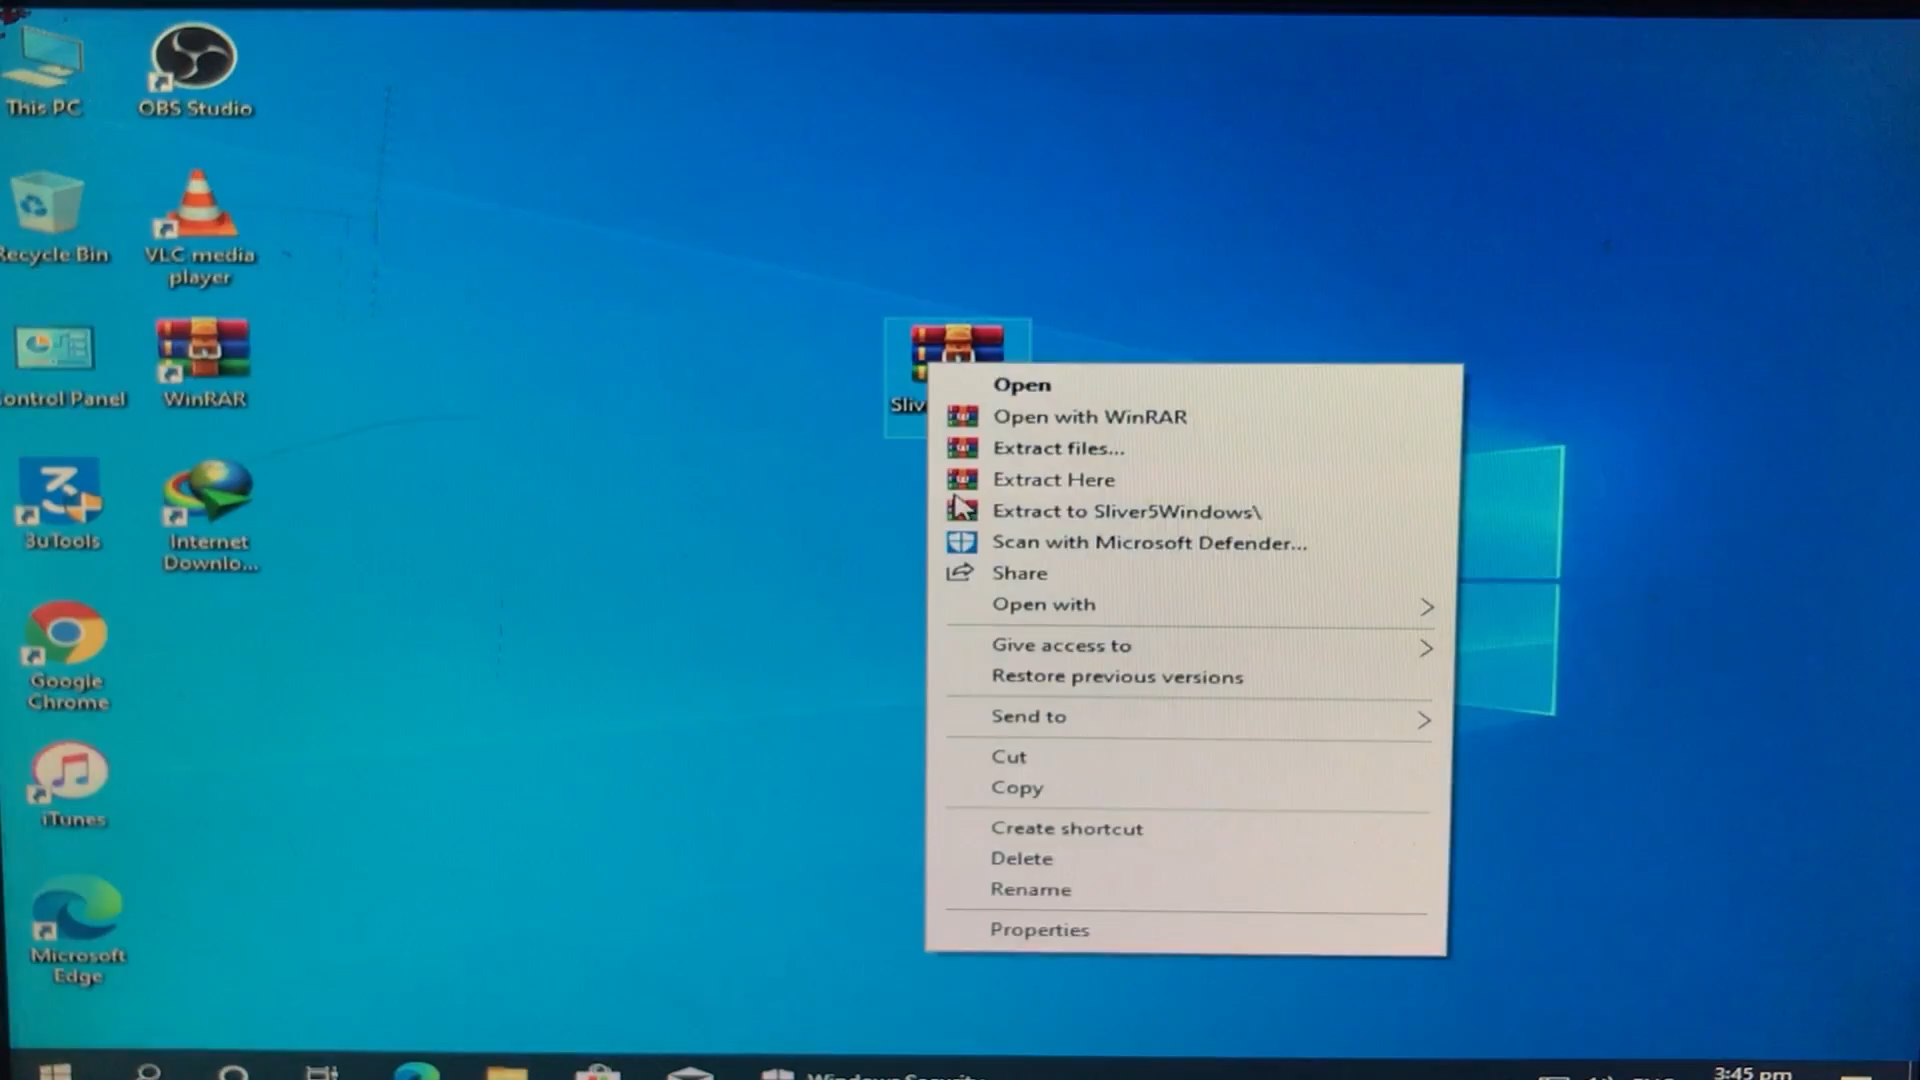 This PC
OBS Studio
Recycle Bin
VLC media
player
ontrol Panel
WinRAR
3uTools
Internet
Downlo...
Google
Chrome
iTunes
Microsoft
Edge
Sliv
Open
Open with WinRAR
Extract files...
Extract Here
Extract to Sliver5Windows\
Scan with Microsoft Defender...
Share
Open with
Give access to
Restore previous versions
Send to
Cut
Copy
Create shortcut
Delete
Rename
Properties
Windows Security
3:45 pm